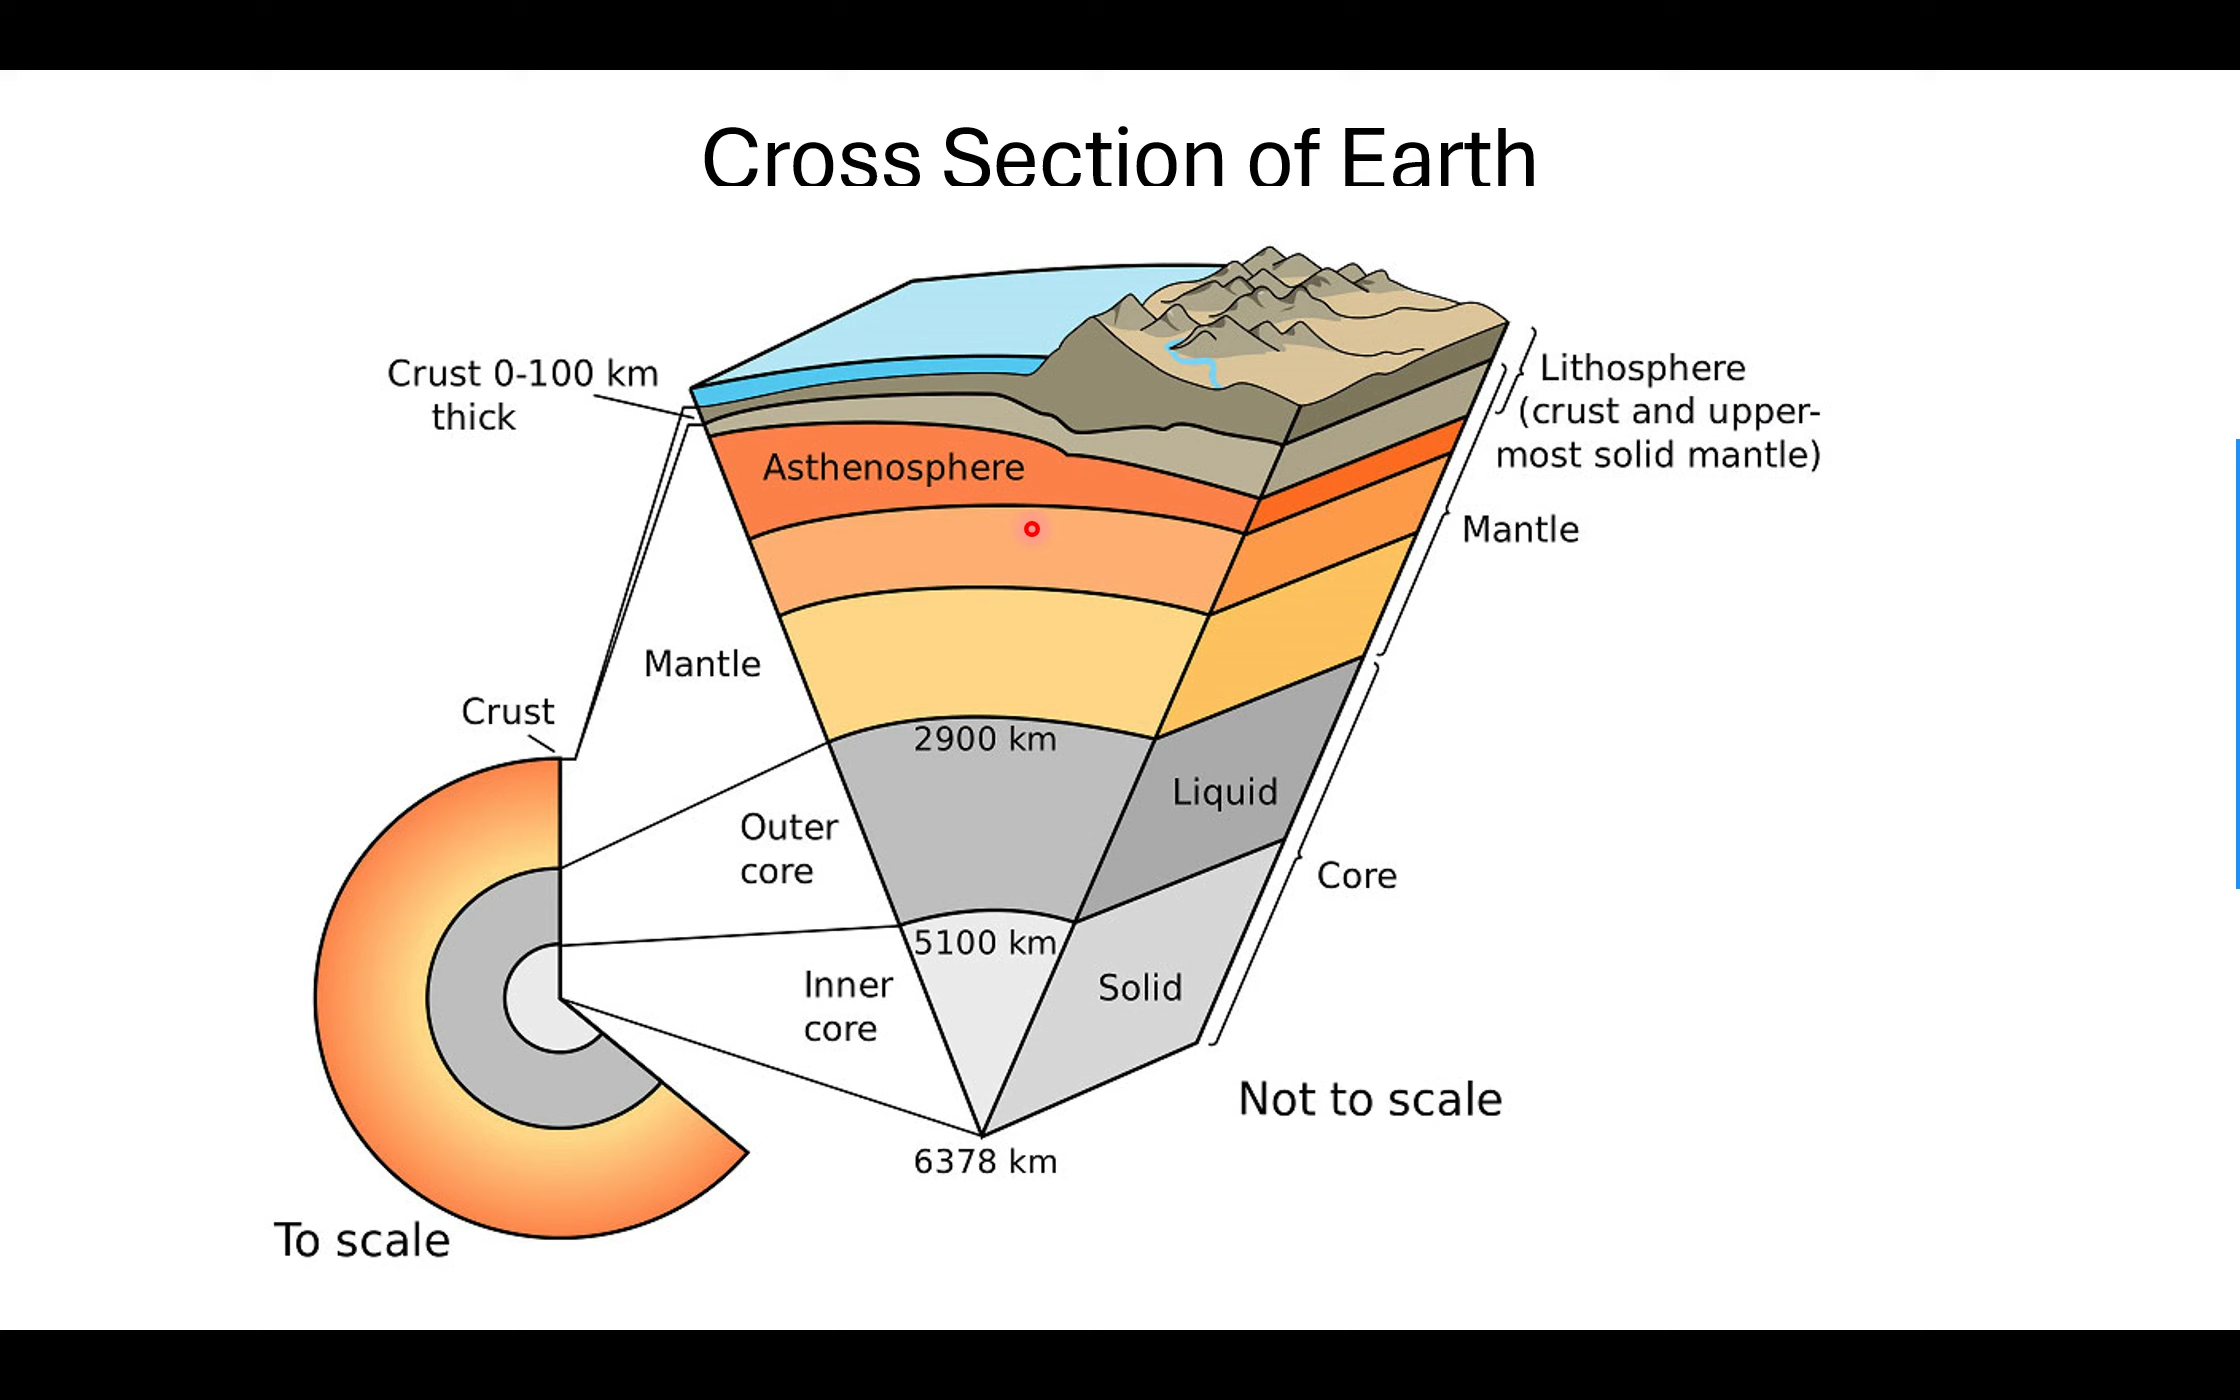 Cross Section of Earth
Crust 0-100 km
thick
Asthenosphere
Lithosphere
(crust and upper-
most solid mantle)
Mantle
Mantle
Crust
2900 km
Liquid
Outer
core
Core
5100 km
Inner
core
Solid
Not to scale
6378 km
To scale